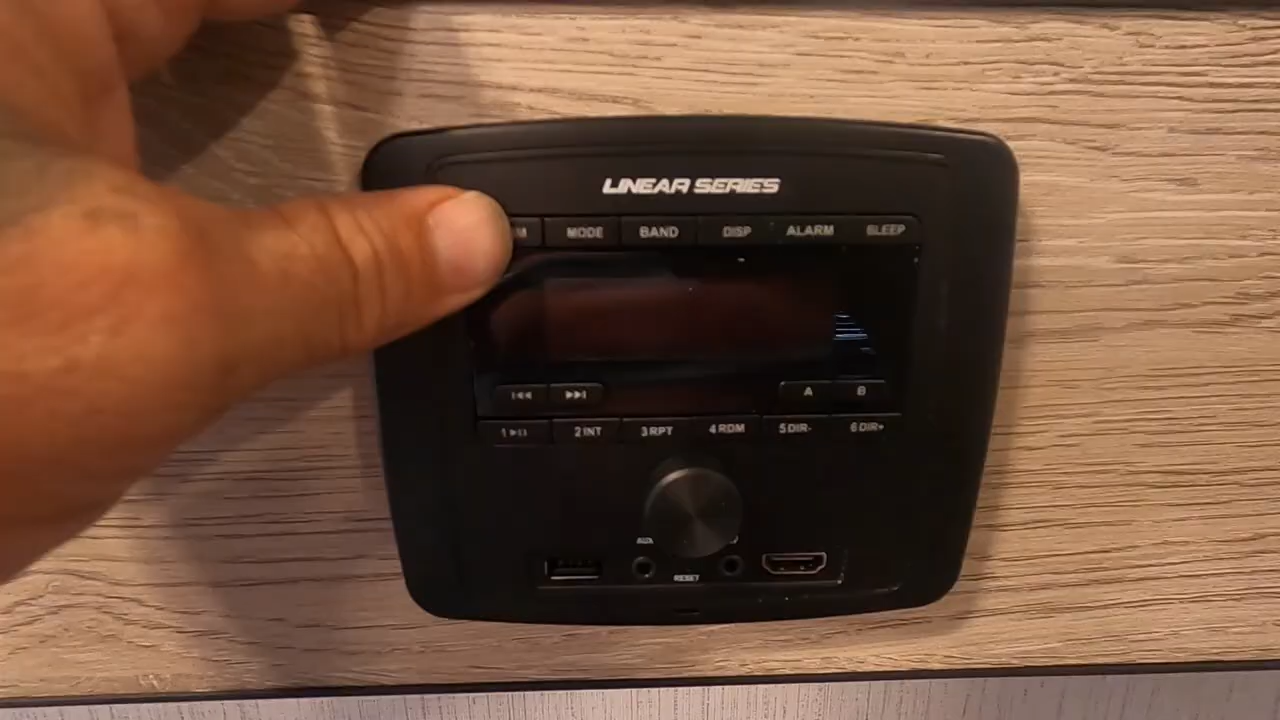 LINEAR SERIES
MODE BAND DISP ALARM SLEEP
A B
1 2 INT 3 RPT 4 RDM 5 DIR- 6 DIR+
AUX
RESET